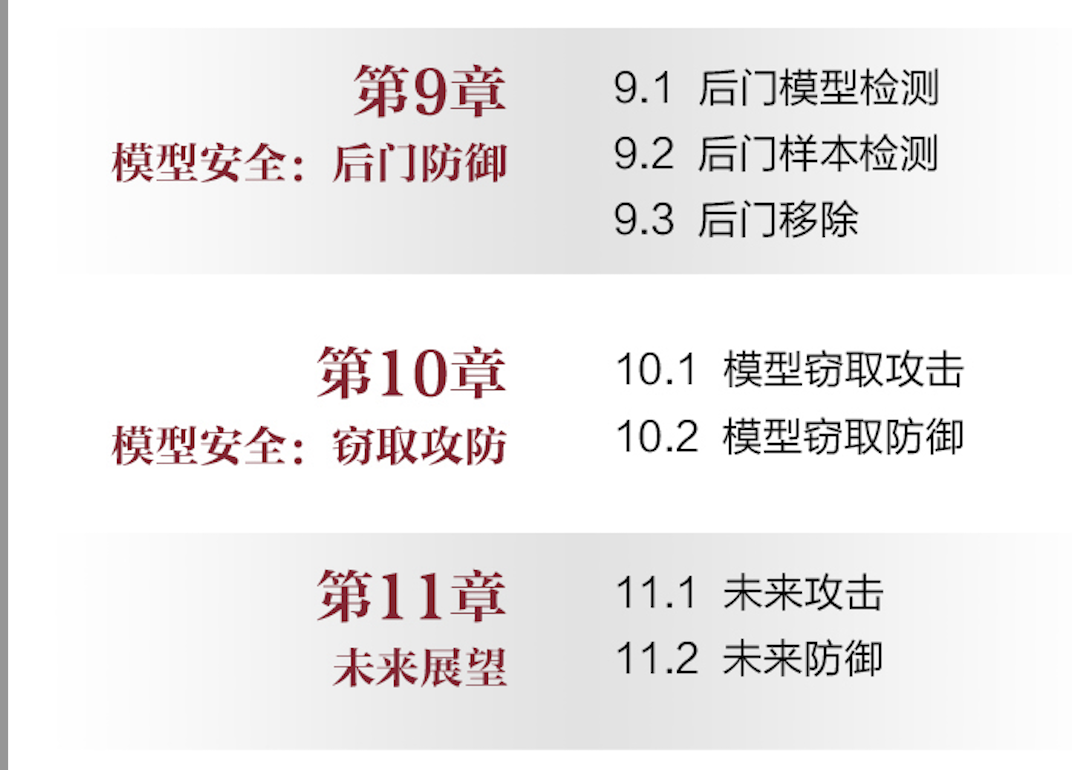 第9章
模型安全：后门防御
9.1 后门模型检测
9.2 后门样本检测
9.3 后门移除
第10章
模型安全：窃取攻防
10.1 模型窃取攻击
10.2 模型窃取防御
第11章
未来展望
11.1 未来攻击
11.2 未来防御